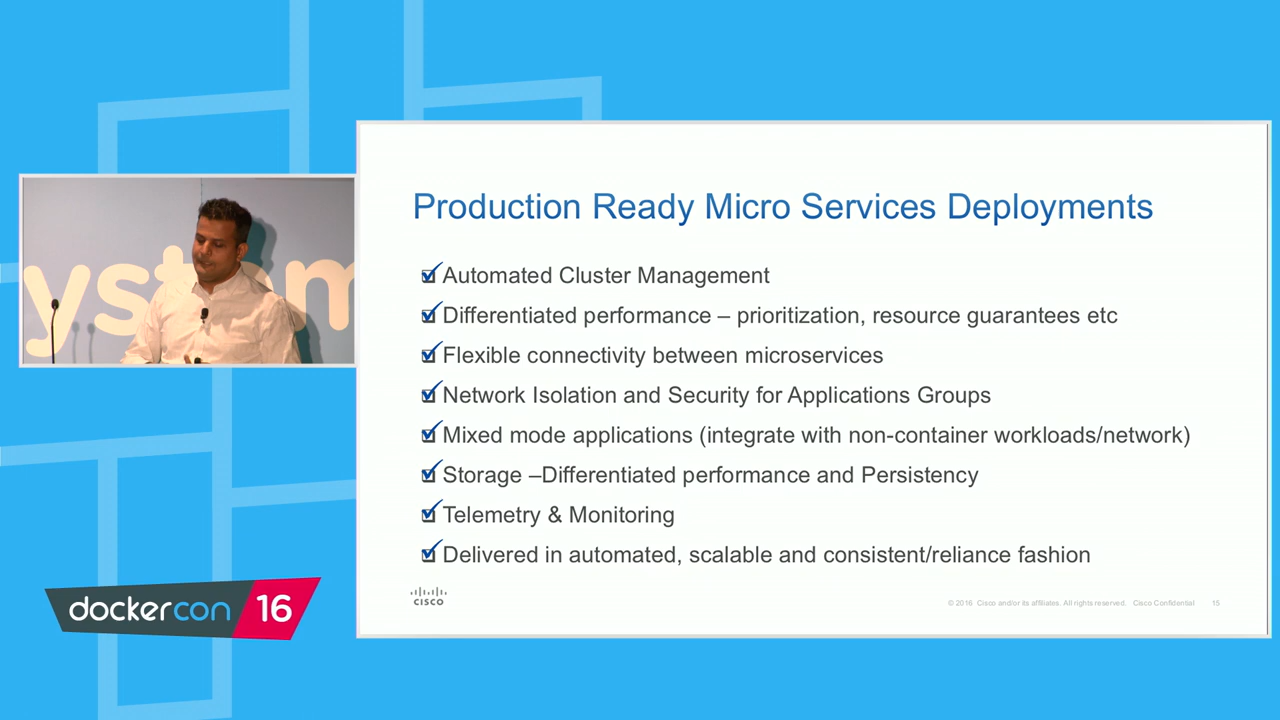 Production Ready Micro Services Deployments
Automated Cluster Management
Differentiated performance – prioritization, resource guarantees etc
Flexible connectivity between microservices
Network Isolation and Security for Applications Groups
Mixed mode applications (integrate with non-container workloads/network)
Storage –Differentiated performance and Persistency
Telemetry & Monitoring
Delivered in automated, scalable and consistent/reliance fashion
CISCO
© 2016 Cisco and/or its affiliates. All rights reserved. Cisco Confidential 15
ystem
dockercon 16